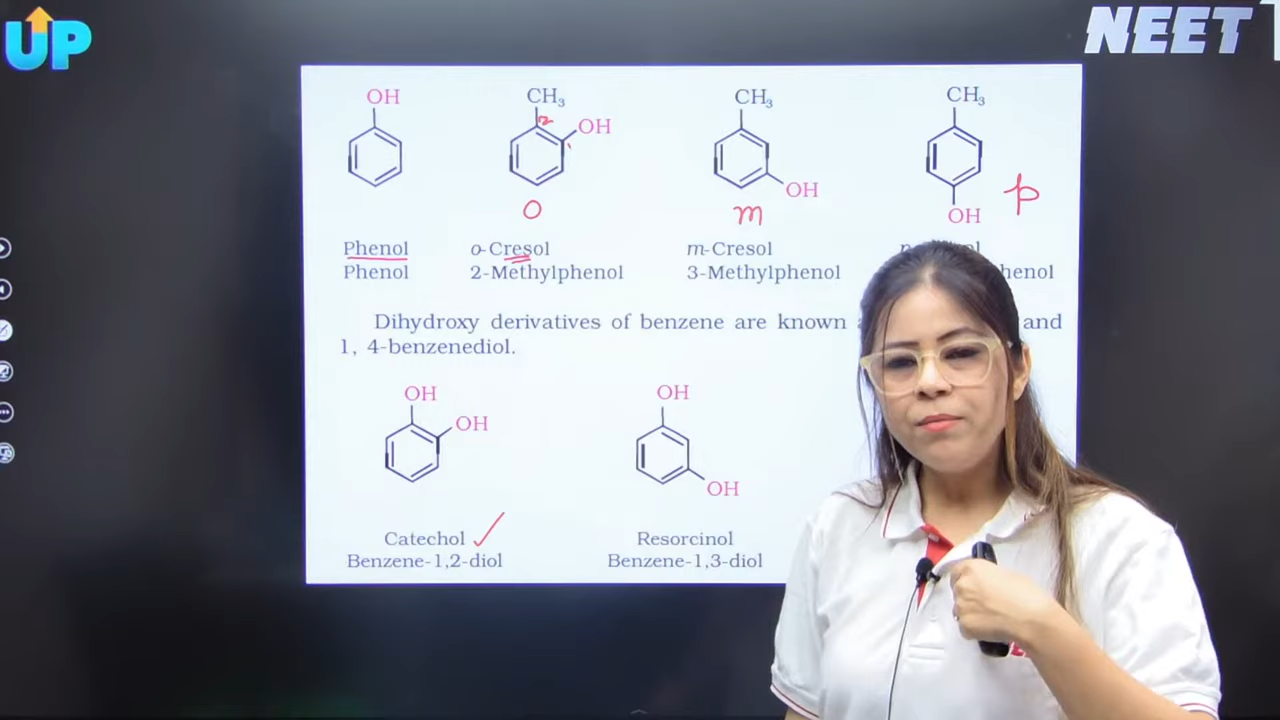 UP
NEET
OH
CH₃
OH
CH₃
OH
CH₃
OH
2
o
m
p
Phenol
Phenol
o-Cresol
2-Methylphenol
m-Cresol
3-Methylphenol
Dihydroxy derivatives of benzene are known and
1, 4-benzenediol.
OH
OH
OH
OH
Catechol
Benzene-1,2-diol
Resorcinol
Benzene-1,3-diol